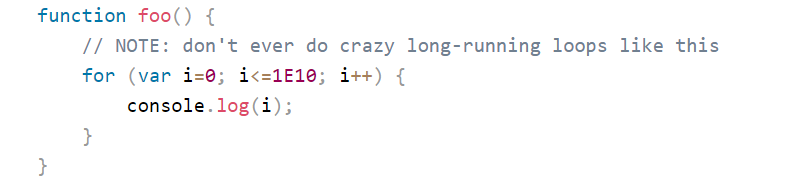 function foo() {
    // NOTE: don't ever do crazy long-running loops like this
    for (var i=0; i<=1E10; i++) {
        console.log(i);
    }
}